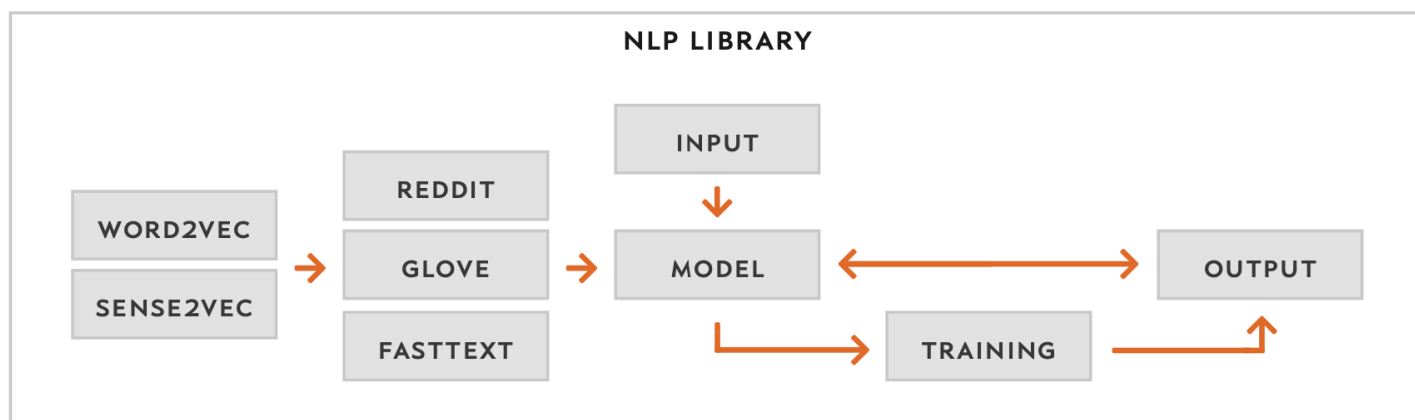 NLP LIBRARY
INPUT
REDDIT
WORD2VEC
GLOVE
MODEL
OUTPUT
SENSE2VEC
FASTTEXT
TRAINING